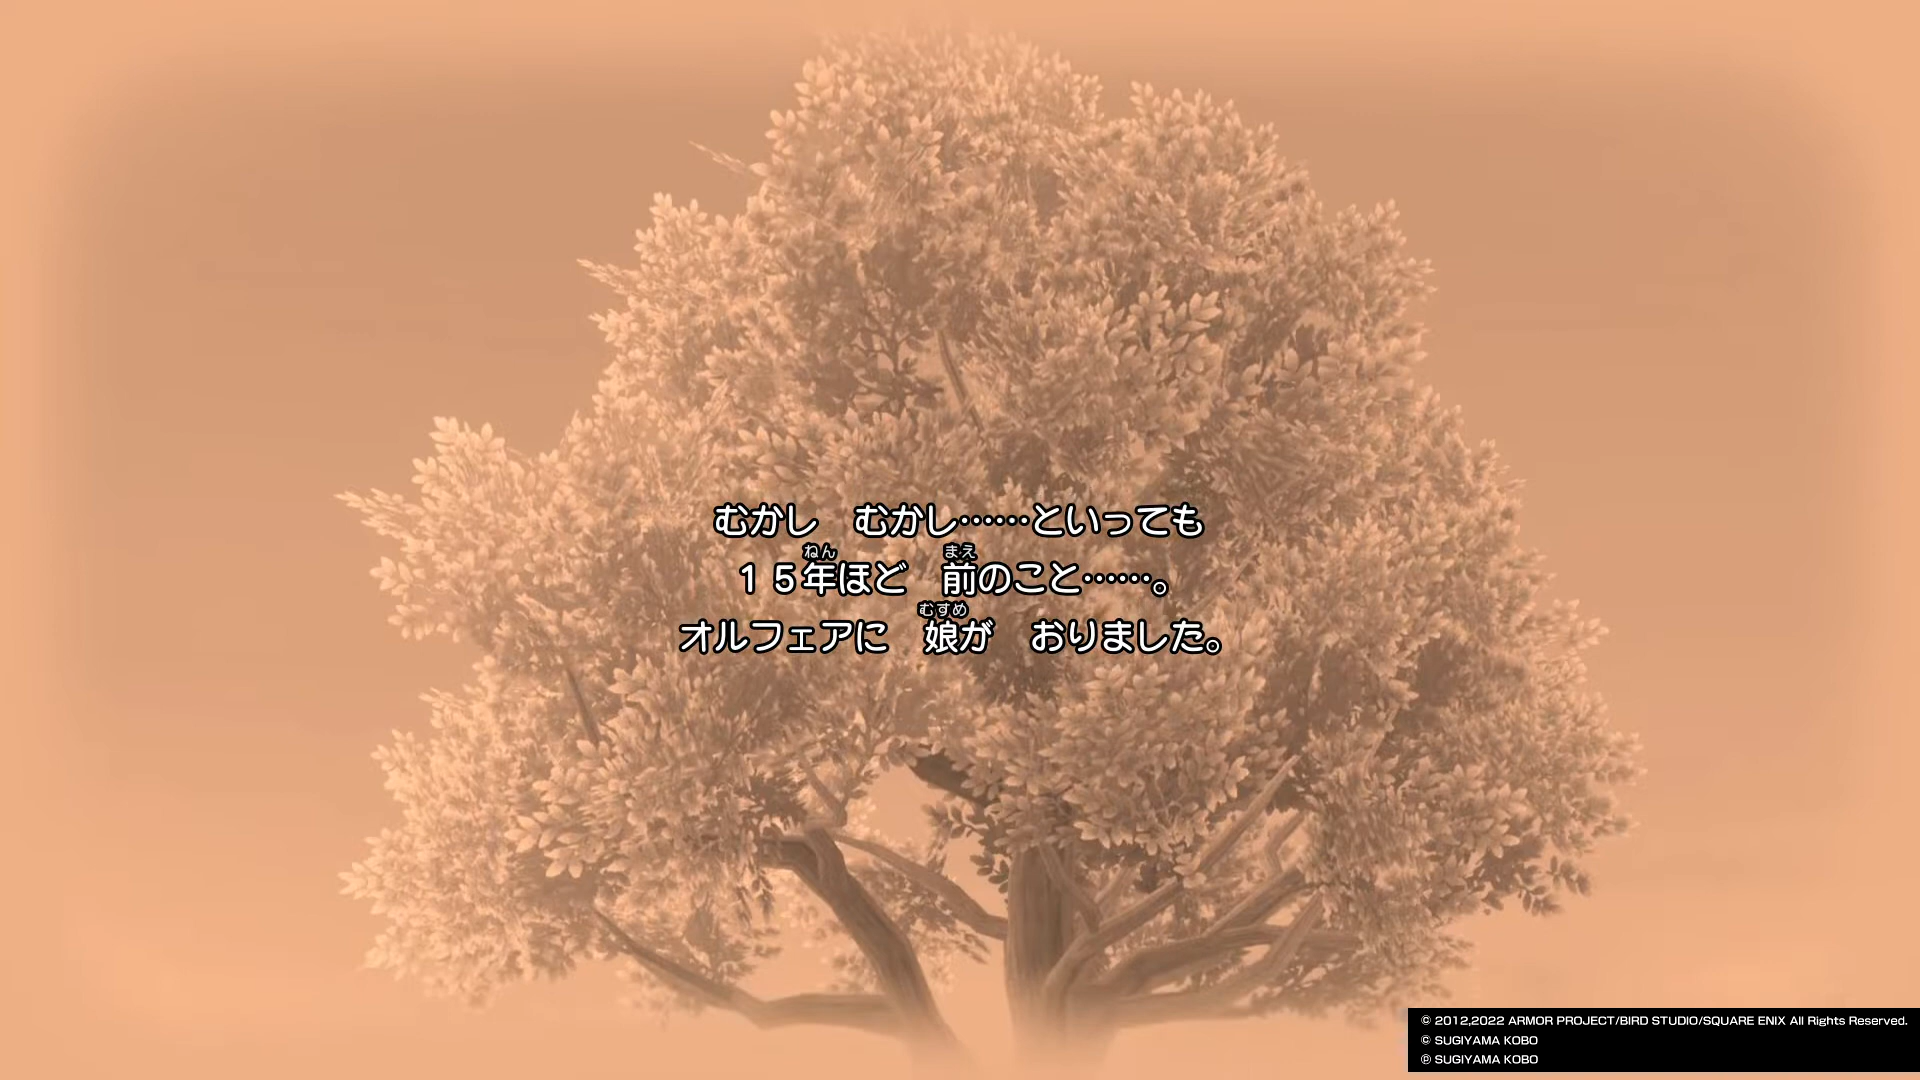 むかし　むかし……といっても
１５年ほど　前のこと……。
オルフェアに　娘が　おりました。
ねん
まえ
むすめ
© 2012,2022 ARMOR PROJECT/BIRD STUDIO/SQUARE ENIX All Rights Reserved.
© SUGIYAMA KOBO
℗ SUGIYAMA KOBO